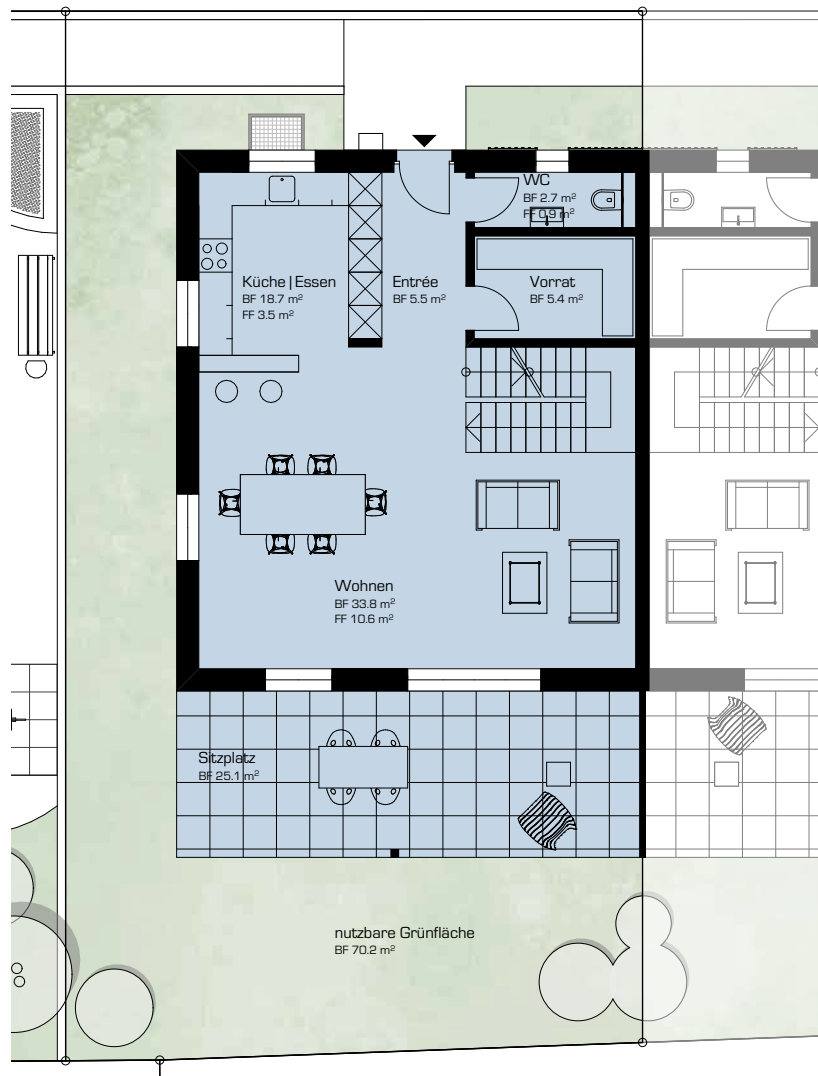 WC
BF 2.7 m²
FF 0.9 m²
Küche | Essen
BF 18.7 m²
FF 3.5 m²
Entrée
BF 5.5 m²
Vorrat
BF 5.4 m²
Wohnen
BF 33.8 m²
FF 10.6 m²
Sitzplatz
BF 25.1 m²
nutzbare Grünfläche
BF 70.2 m²